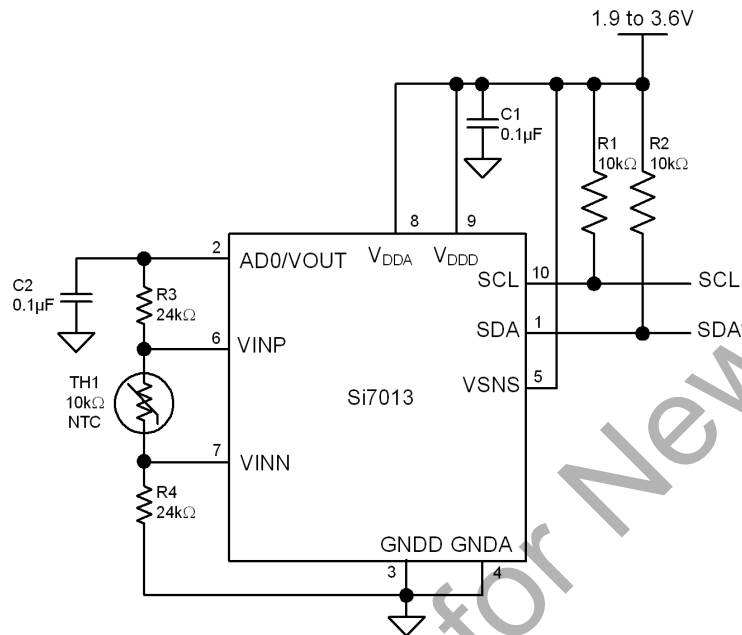 1.9 to 3.6V
C1
0.1µF
R1
10kΩ
R2
10kΩ
8
9
2
AD0/VOUT
VDDA
VDDD
C2
0.1µF
R3
24kΩ
SCL
10
SCL
6
VINP
SDA
1
SDA
TH1
10kΩ
NTC
Si7013
VSNS
5
7
VINN
R4
24kΩ
GNDD
GNDA
3
4
for New